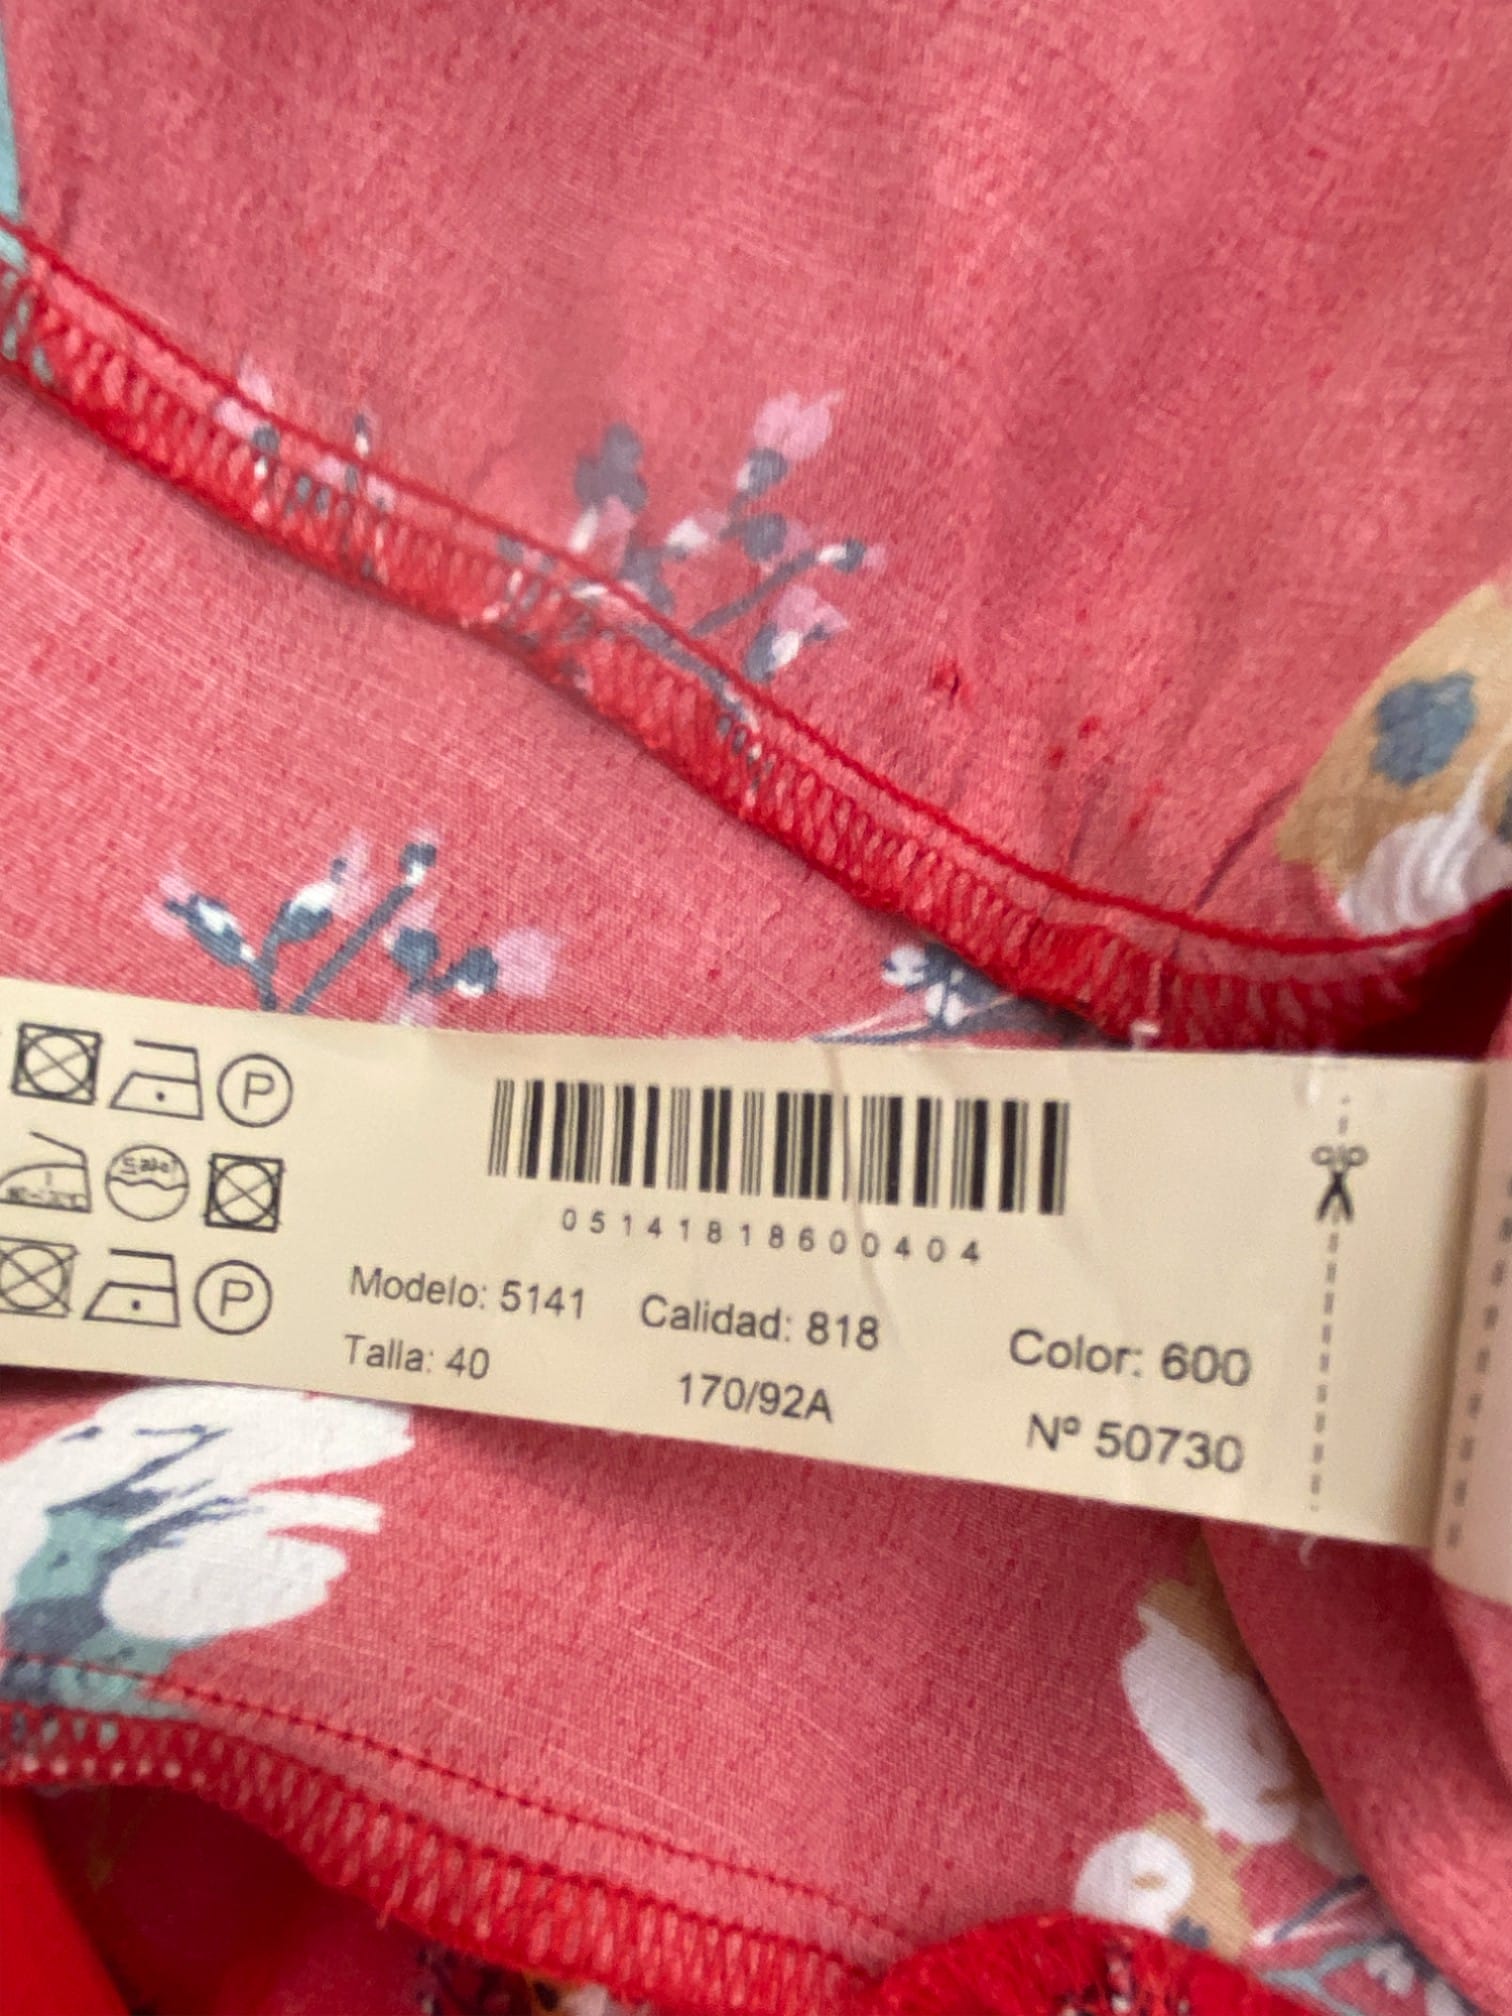 P
P
05141818600404
Modelo: 5141 Calidad: 818 Color: 600
Talla: 40 170/92A Nº 50730